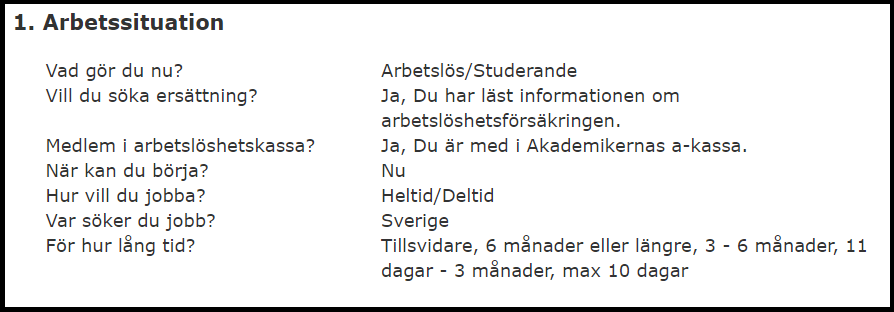 1. Arbetssituation
Vad gör du nu? Arbetslös/Studerande
Vill du söka ersättning? Ja, Du har läst informationen om
arbetslöshetsförsäkringen.
Medlem i arbetslöshetskassa? Ja, Du är med i Akademikernas a-kassa.
När kan du börja? Nu
Hur vill du jobba? Heltid/Deltid
Var söker du jobb? Sverige
För hur lång tid? Tillsvidare, 6 månader eller längre, 3 - 6 månader, 11
dagar - 3 månader, max 10 dagar